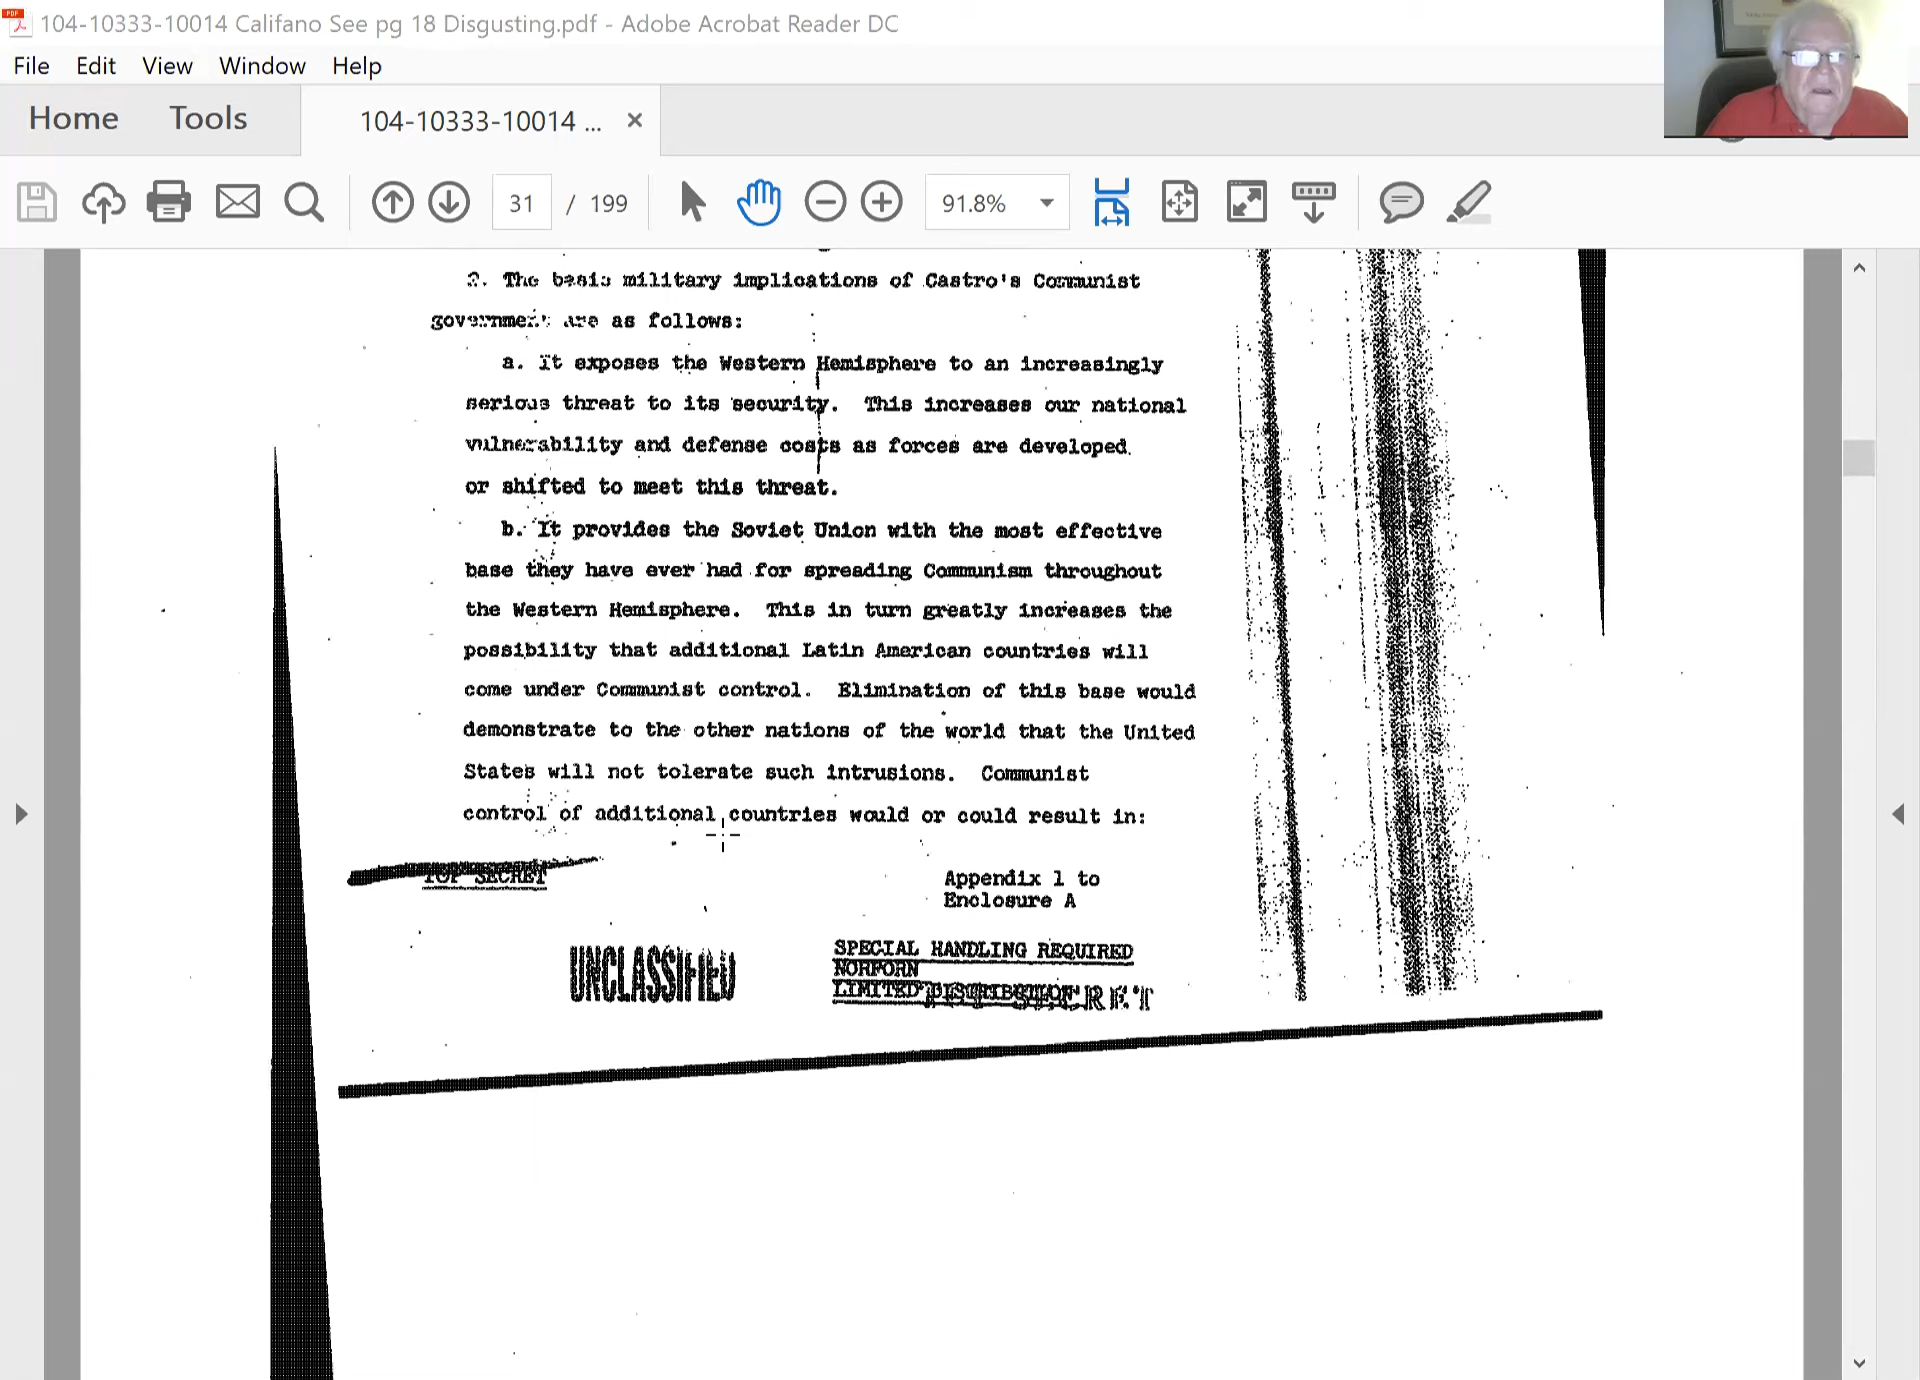 104-10333-10014 Califano See pg 18 Disgusting.pdf - Adobe Acrobat Reader DC
File Edit View Window Help
Home Tools 104-10333-10014 ...
31 / 199 91.8%
2. The basic military implications of Castro's Communist
government are as follows:
a. It exposes the Western Hemisphere to an increasingly
serious threat to its security. This increases our national
vulnerability and defense costs as forces are developed
or shifted to meet this threat.
b. It provides the Soviet Union with the most effective
base they have ever had for spreading Communism throughout
the Western Hemisphere. This in turn greatly increases the
possibility that additional Latin American countries will
come under Communist control. Elimination of this base would
demonstrate to the other nations of the world that the United
States will not tolerate such intrusions. Communist
control of additional countries would or could result in:
TOP SECRET
Appendix 1 to
Enclosure A
UNCLASSIFIED
SPECIAL HANDLING REQUIRED
NORFORN
LIMITED DISTRIBUTION
SECRET